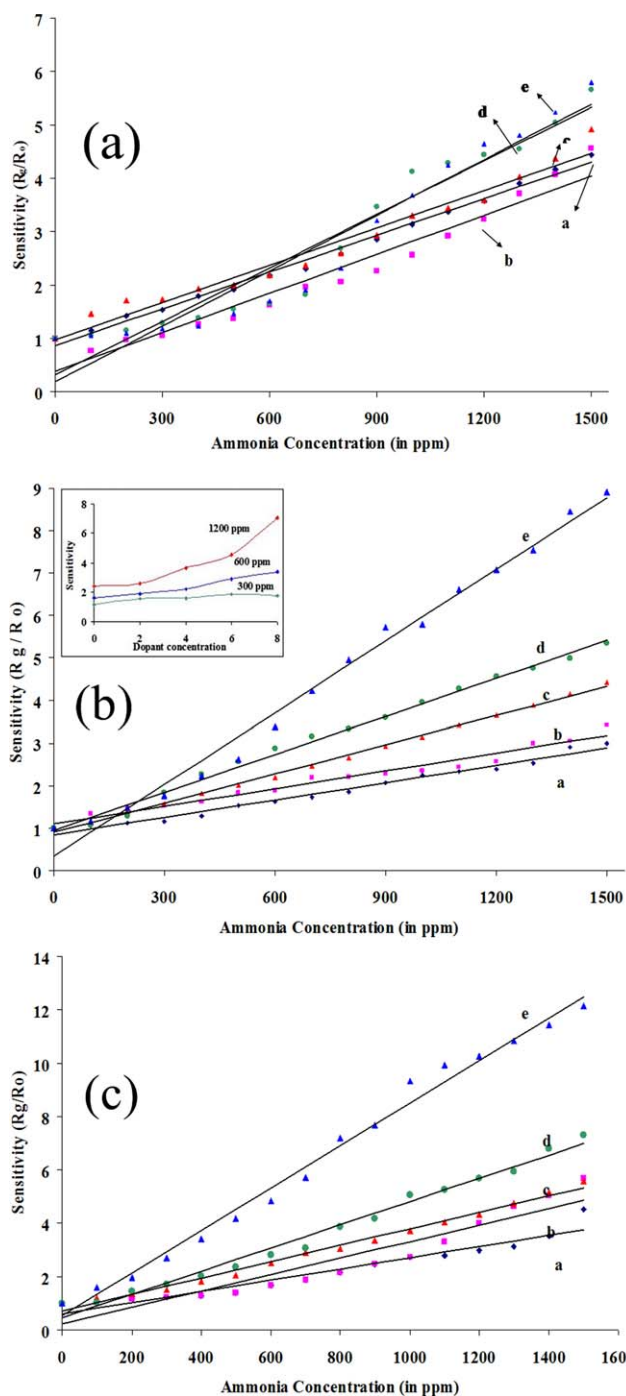 7
6
5
4
3
2
1
0
Sensitivity (Rg/Ro)
(a)
e
d
c
a
b
0 300 600 900 1200 1500
Ammonia Concentration (in ppm)
9
8
7
6
5
4
3
2
1
0
Sensitivity (R g / R o)
8
6
4
2
0
Sensitivity
1200 ppm
600 ppm
300 ppm
0 2 4 6 8
Dopant concentration
(b)
e
d
c
b
a
0 300 600 900 1200 1500
Ammonia Concentration (in ppm)
14
12
10
8
6
4
2
0
Sensitivity (Rg/Ro)
(c)
e
d
c
b
a
0 200 400 600 800 1000 1200 1400 160
Ammonia Concentration (in ppm)